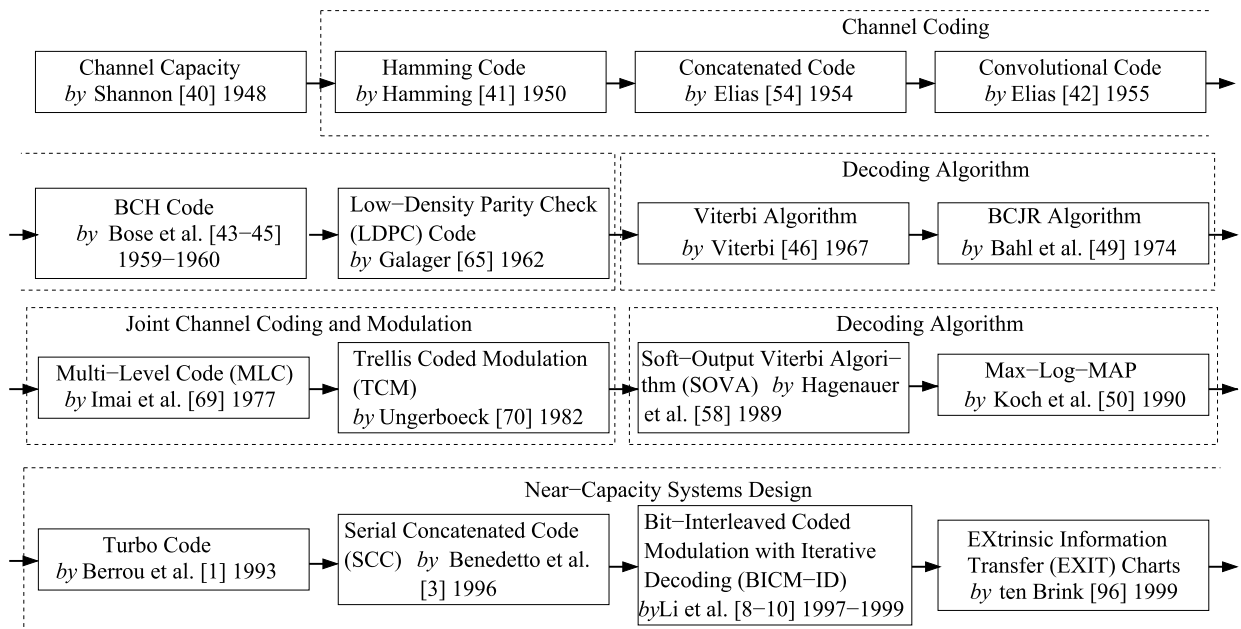 Channel Coding
Channel Capacity
by Shannon [40] 1948
Hamming Code
by Hamming [41] 1950
Concatenated Code
by Elias [54] 1954
Convolutional Code
by Elias [42] 1955
BCH Code
by Bose et al. [43−45]
1959−1960
Low−Density Parity Check
(LDPC) Code
by Galager [65] 1962
Decoding Algorithm
Viterbi Algorithm
by Viterbi [46] 1967
BCJR Algorithm
by Bahl et al. [49] 1974
Joint Channel Coding and Modulation
Multi−Level Code (MLC)
by Imai et al. [69] 1977
Trellis Coded Modulation
(TCM)
by Ungerboeck [70] 1982
Decoding Algorithm
Soft−Output Viterbi Algori−
thm (SOVA) by Hagenauer
et al. [58] 1989
Max−Log−MAP
by Koch et al. [50] 1990
Near−Capacity Systems Design
Turbo Code
by Berrou et al. [1] 1993
Serial Concatenated Code
(SCC) by Benedetto et al.
[3] 1996
Bit−Interleaved Coded
Modulation with Iterative
Decoding (BICM−ID)
byLi et al. [8−10] 1997−1999
EXtrinsic Information
Transfer (EXIT) Charts
by ten Brink [96] 1999